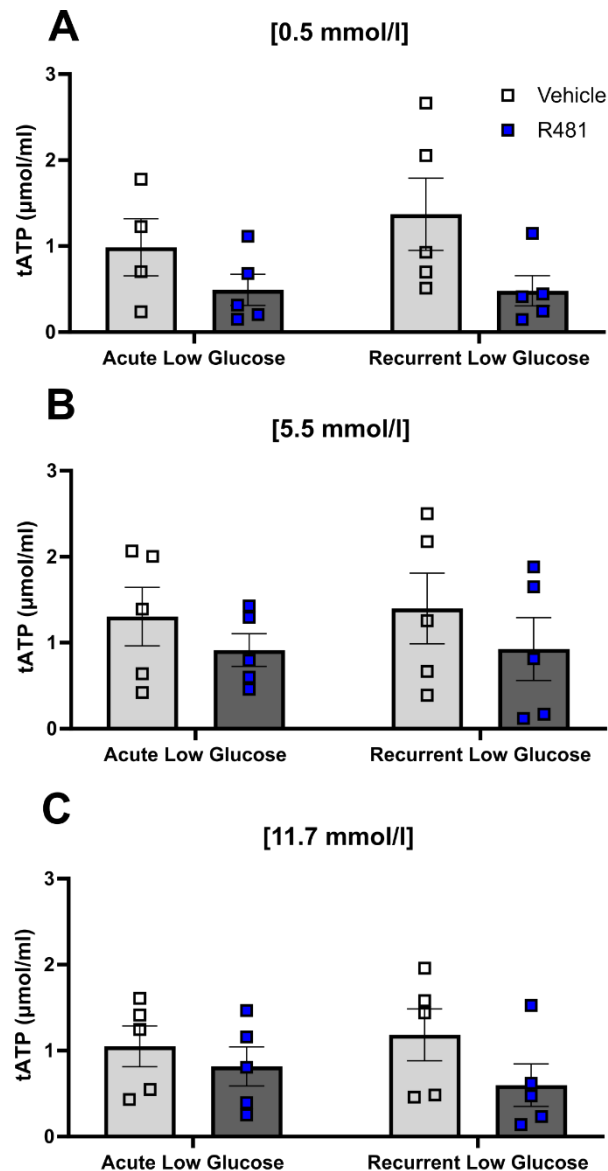 A
[0.5 mmol/l]
3
2
1
0
tATP (μmol/ml)
Vehicle
R481
Acute Low Glucose
Recurrent Low Glucose
B
[5.5 mmol/l]
3
2
1
0
tATP (μmol/ml)
Acute Low Glucose
Recurrent Low Glucose
C
[11.7 mmol/l]
3
2
1
0
tATP (μmol/ml)
Acute Low Glucose
Recurrent Low Glucose